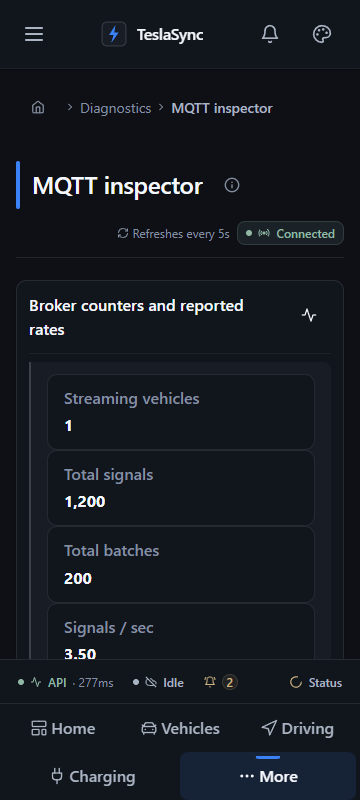 TeslaSync
Diagnostics MQTT inspector
MQTT inspector
Refreshes every 5s Connected
Broker counters and reported
rates
Streaming vehicles
1
Total signals
1,200
Total batches
200
Signals / sec
3.50
API · 277ms Idle 2 Status
Home Vehicles Driving
Charging More